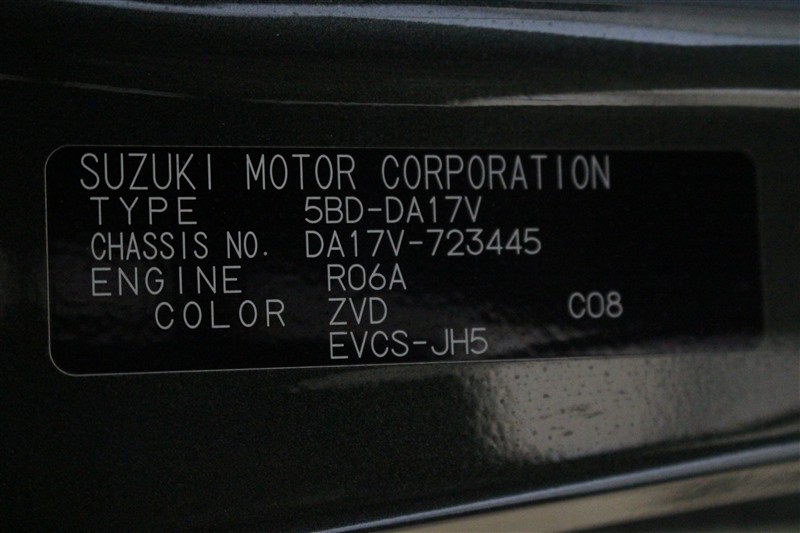 SUZUKI MOTOR CORPORATION
TYPE 5BD-DA17V
CHASSIS NO. DA17V-723445
ENGINE R06A
COLOR ZVD C08
EVCS-JH5